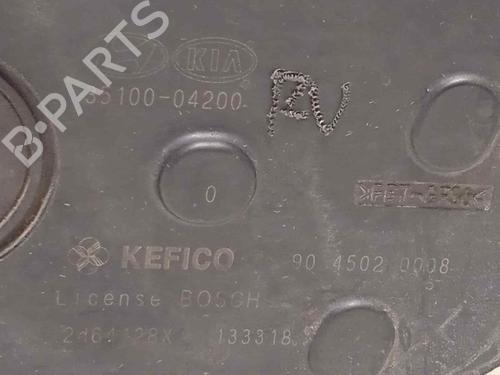 KIA
35100-04200
RV
0
>PBT-GF30<
KEFICO
90 4502 0008
License BOSCH
133318
B-PARTS